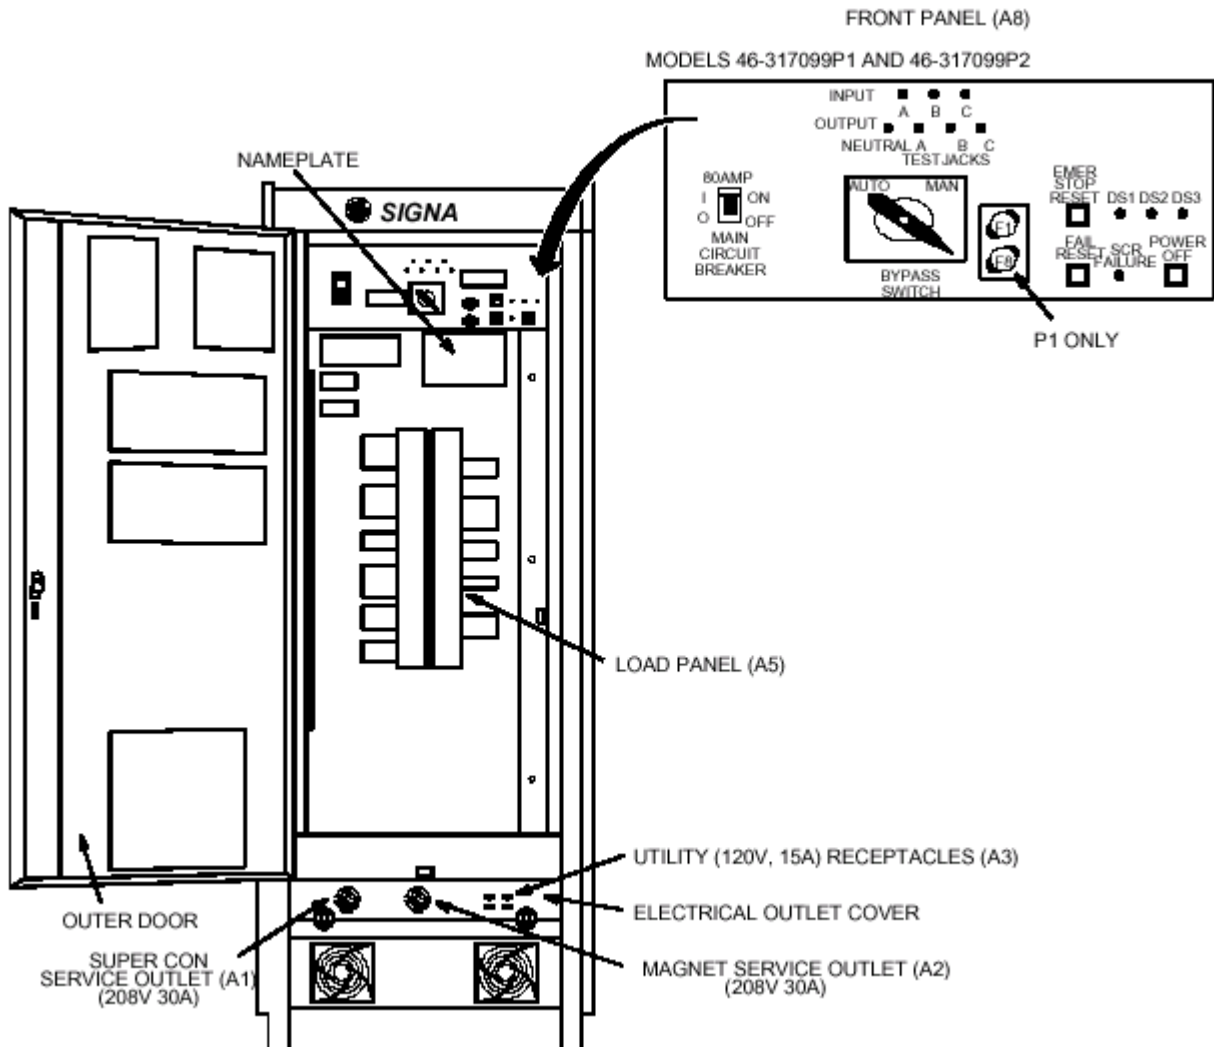 FRONT PANEL (A8)
MODELS 46-317099P1 AND 46-317099P2
INPUT
A B C
OUTPUT
NEUTRAL A B C
TEST JACKS
80AMP
I ON
O OFF
MAIN
CIRCUIT
BREAKER
AUTO MAN
BYPASS
SWITCH
F1
F8
EMER
STOP
RESET DS1 DS2 DS3
FAIL
RESET
SCR
FAILURE
POWER
OFF
P1 ONLY
NAMEPLATE
SIGNA
LOAD PANEL (A5)
UTILITY (120V, 15A) RECEPTACLES (A3)
ELECTRICAL OUTLET COVER
OUTER DOOR
SUPER CON
SERVICE OUTLET (A1)
(208V 30A)
MAGNET SERVICE OUTLET (A2)
(208V 30A)